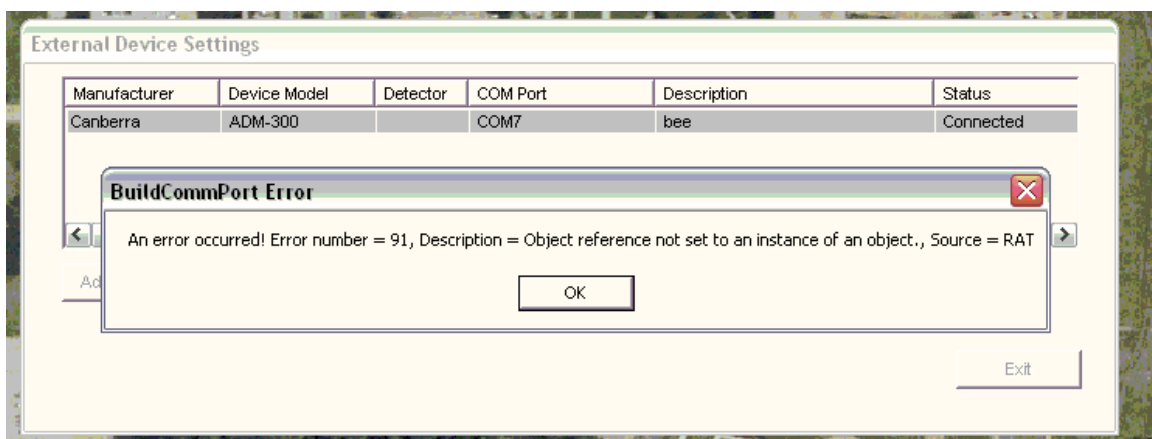 External Device Settings
Manufacturer Device Model Detector COM Port Description Status
Canberra ADM-300 COM7 bee Connected
BuildCommPort Error
An error occurred! Error number = 91, Description = Object reference not set to an instance of an object., Source = RAT
OK
Ad
Exit